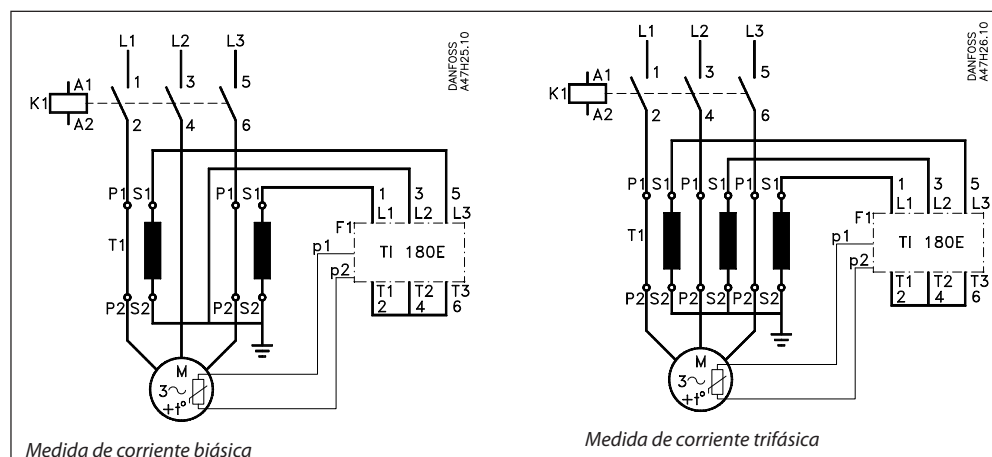 L1 L2 L3
DANFOSS
A47H25.10
A1
K1
A2
1 3 5
2 4 6
P1 S1 P1 S1
1 3 5
L1 L2 L3
F1
T1
p1
TI 180E
p2
P2 S2 P2 S2
T1 T2 T3
2 4 6
M
3~
+t°
Medida de corriente biásica
L1 L2 L3
DANFOSS
A47H26.10
A1
K1
A2
1 3 5
2 4 6
P1 S1 P1 S1 P1 S1
1 3 5
L1 L2 L3
F1
T1
p1
TI 180E
p2
P2 S2 P2 S2 P2 S2
T1 T2 T3
2 4 6
M
3~
+t°
Medida de corriente trifásica